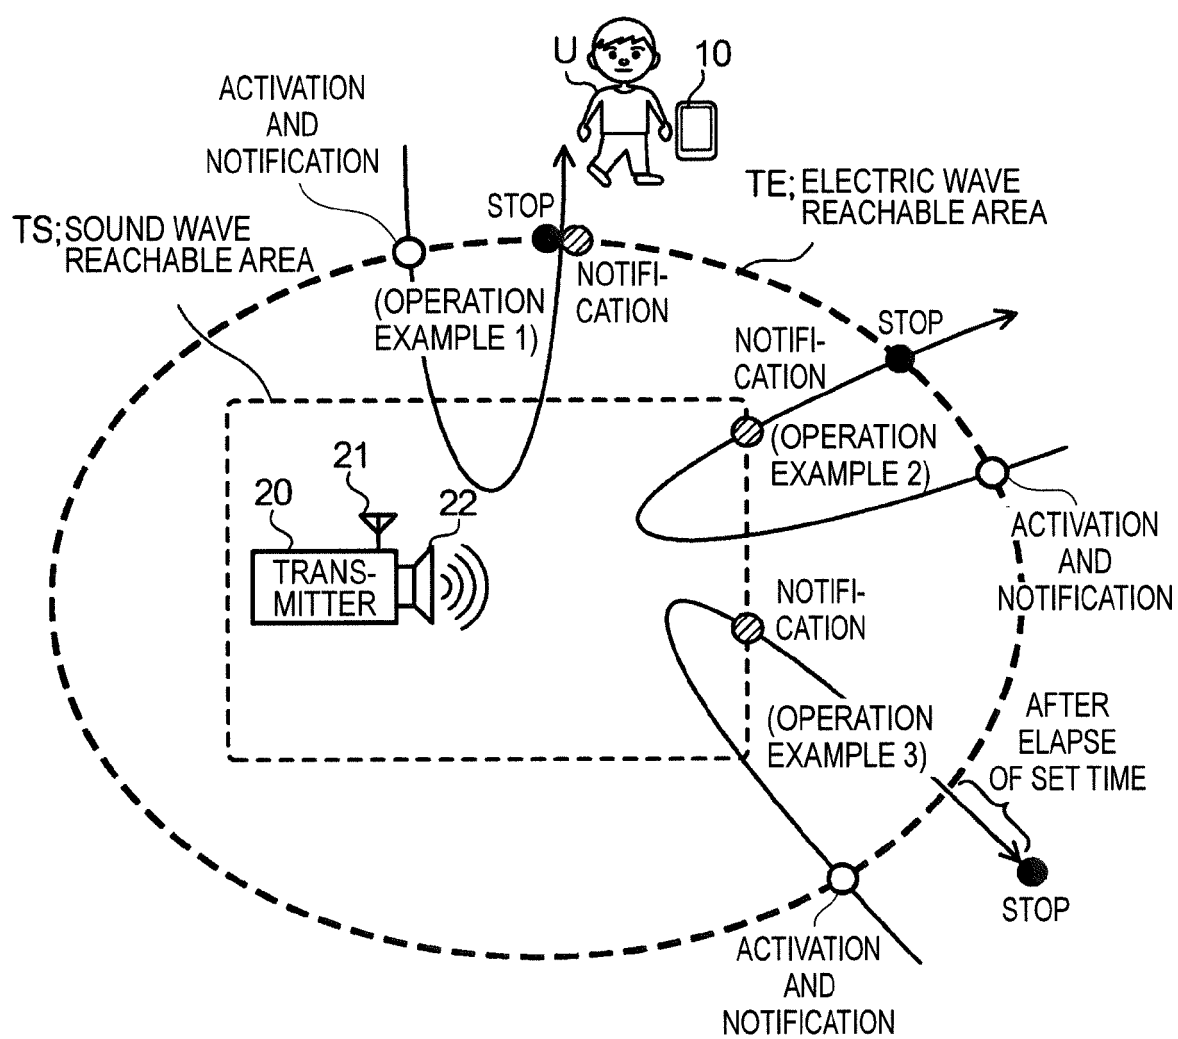 U
10
ACTIVATION
AND
NOTIFICATION
STOP
TE; ELECTRIC WAVE
REACHABLE AREA
TS; SOUND WAVE
REACHABLE AREA
NOTIFI-
CATION
(OPERATION
EXAMPLE 1)
STOP
NOTIFI-
CATION
(OPERATION
EXAMPLE 2)
21
20
22
TRANS-
MITTER
ACTIVATION
AND
NOTIFICATION
NOTIFI-
CATION
(OPERATION
EXAMPLE 3)
AFTER
ELAPSE
OF SET TIME
STOP
ACTIVATION
AND
NOTIFICATION